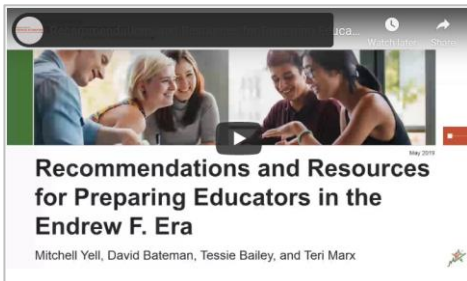 Watch later
Share
May 2019
Recommendations and Resources
for Preparing Educators in the
Endrew F. Era
Mitchell Yell, David Bateman, Tessie Bailey, and Teri Marx